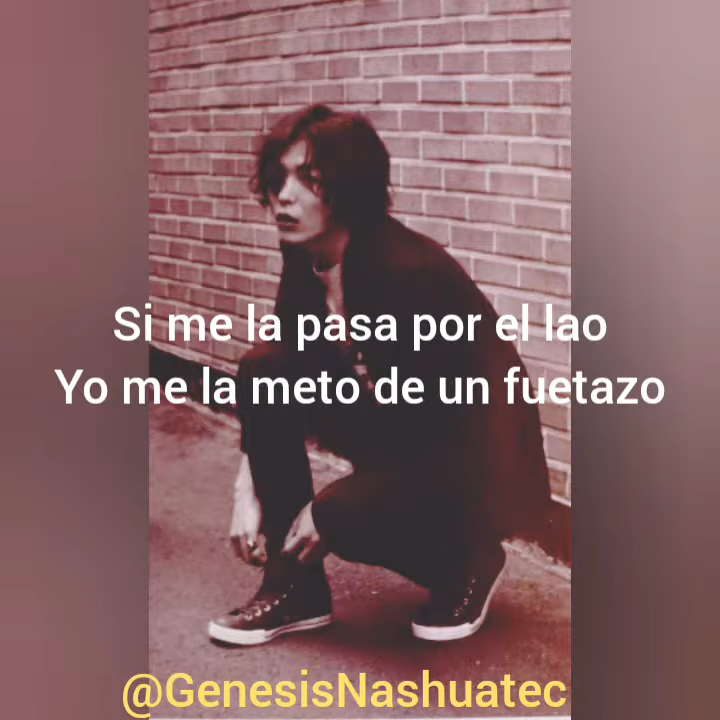 Si me la pasa por el lao
Yo me la meto de un fuetazo
@GenesisNashuatec